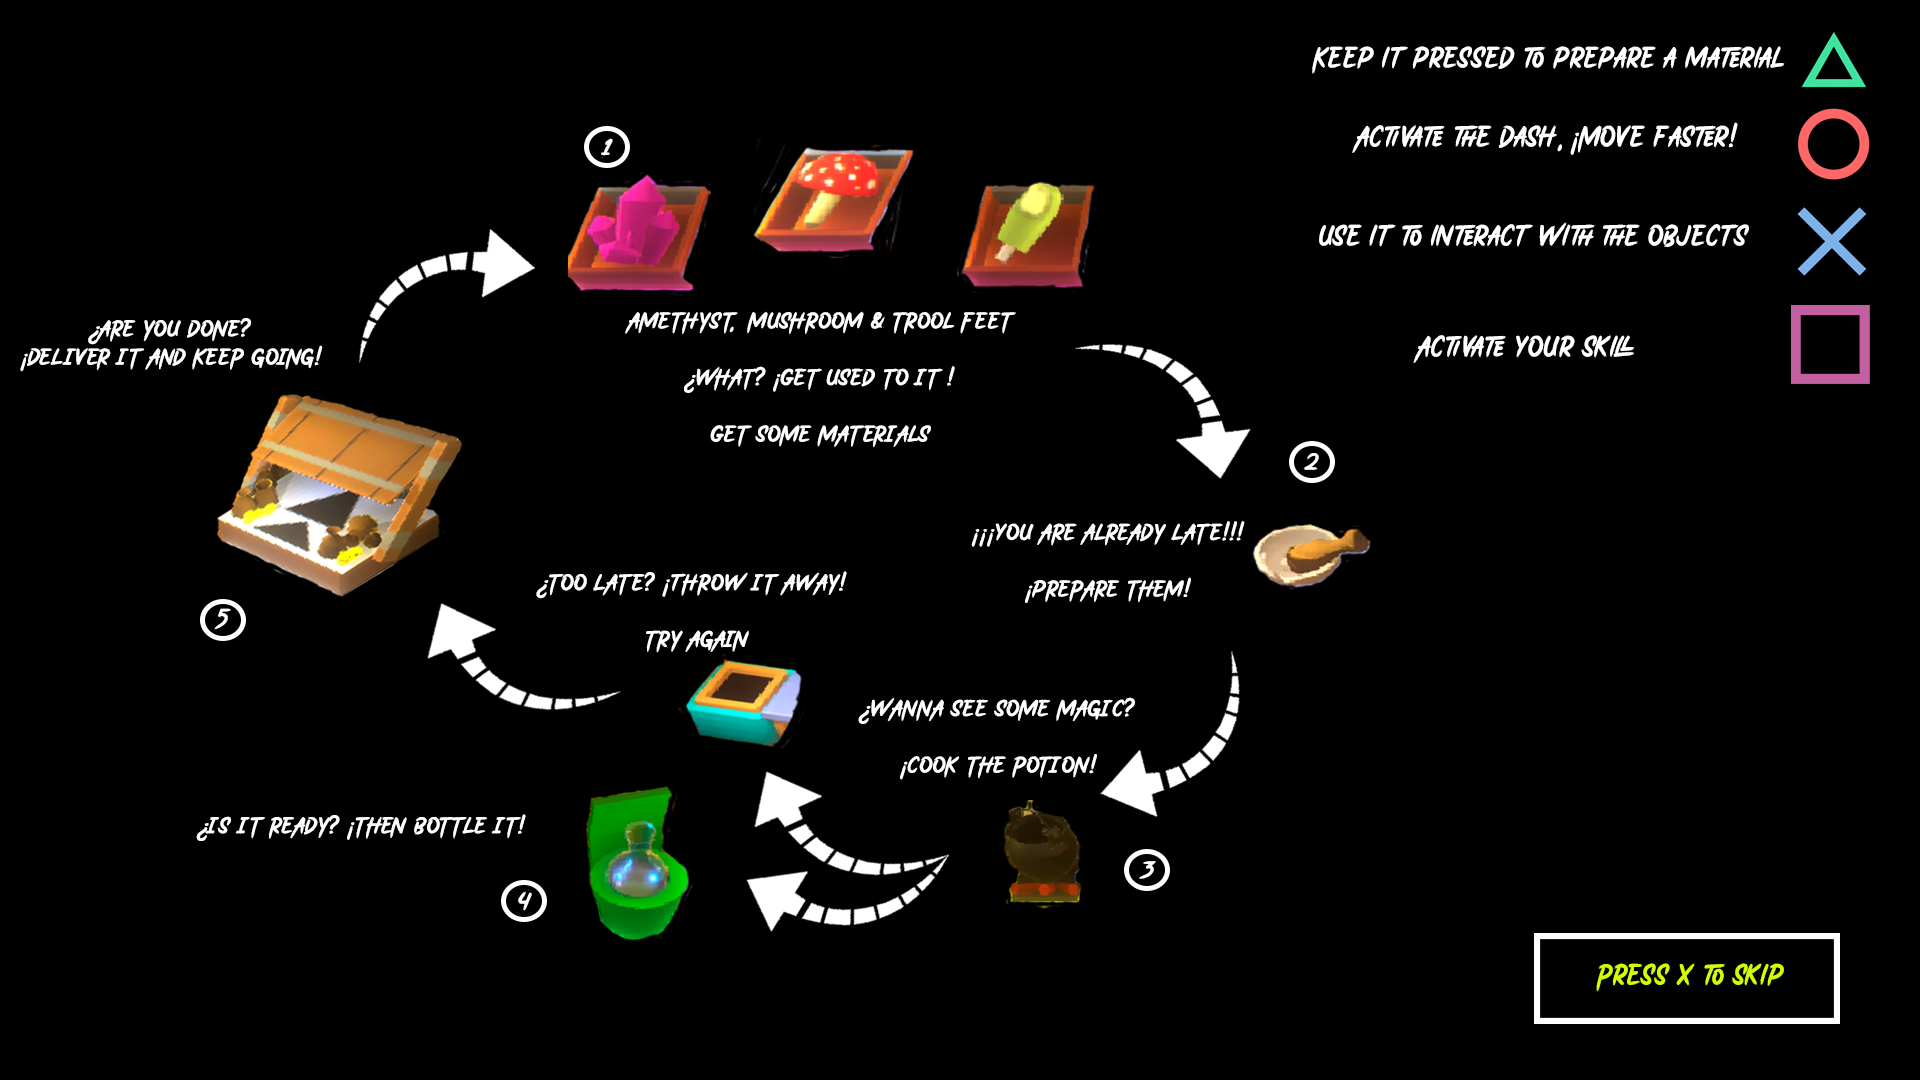 KEEP IT PRESSED TO PREPARE A MATERIAL
ACTIVATE THE DASH, ¡MOVE FASTER!
USE IT TO INTERACT WITH THE OBJECTS
ACTIVATE YOUR SKILL
1
AMETHYST, MUSHROOM & TROOL FEET
¿WHAT? ¡GET USED TO IT !
GET SOME MATERIALS
2
¡¡¡YOU ARE ALREADY LATE!!!
¡PREPARE THEM!
¿WANNA SEE SOME MAGIC?
¡COOK THE POTION!
3
¿TOO LATE? ¡THROW IT AWAY!
TRY AGAIN
¿IS IT READY? ¡THEN BOTTLE IT!
4
¿ARE YOU DONE?
¡DELIVER IT AND KEEP GOING!
5
PRESS X TO SKIP